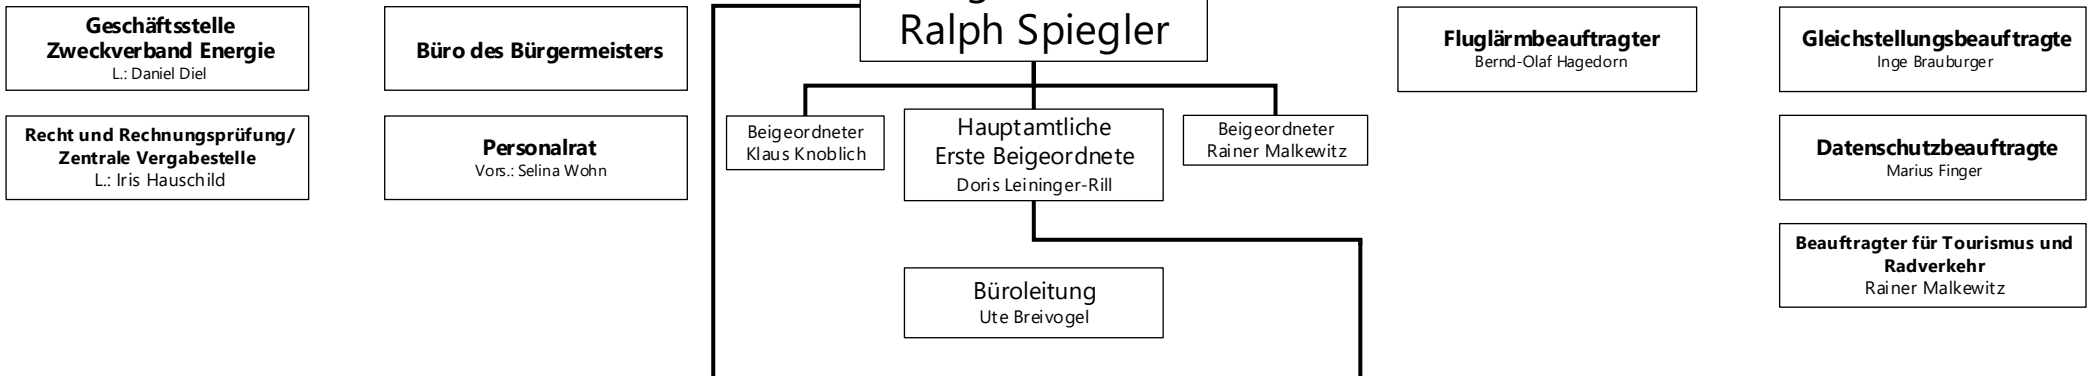 Geschäftsstelle
Zweckverband Energie
L.: Daniel Diel
Recht und Rechnungsprüfung/
Zentrale Vergabestelle
L.: Iris Hauschild
Büro des Bürgermeisters
Personalrat
Vors.: Selina Wohn
Ralph Spiegler
Beigeordneter
Klaus Knoblich
Hauptamtliche
Erste Beigeordnete
Doris Leininger-Rill
Beigeordneter
Rainer Malkewitz
Büroleitung
Ute Breivogel
Fluglärmbeauftragter
Bernd-Olaf Hagedorn
Gleichstellungsbeauftragte
Inge Brauburger
Datenschutzbeauftragte
Marius Finger
Beauftragter für Tourismus und
Radverkehr
Rainer Malkewitz